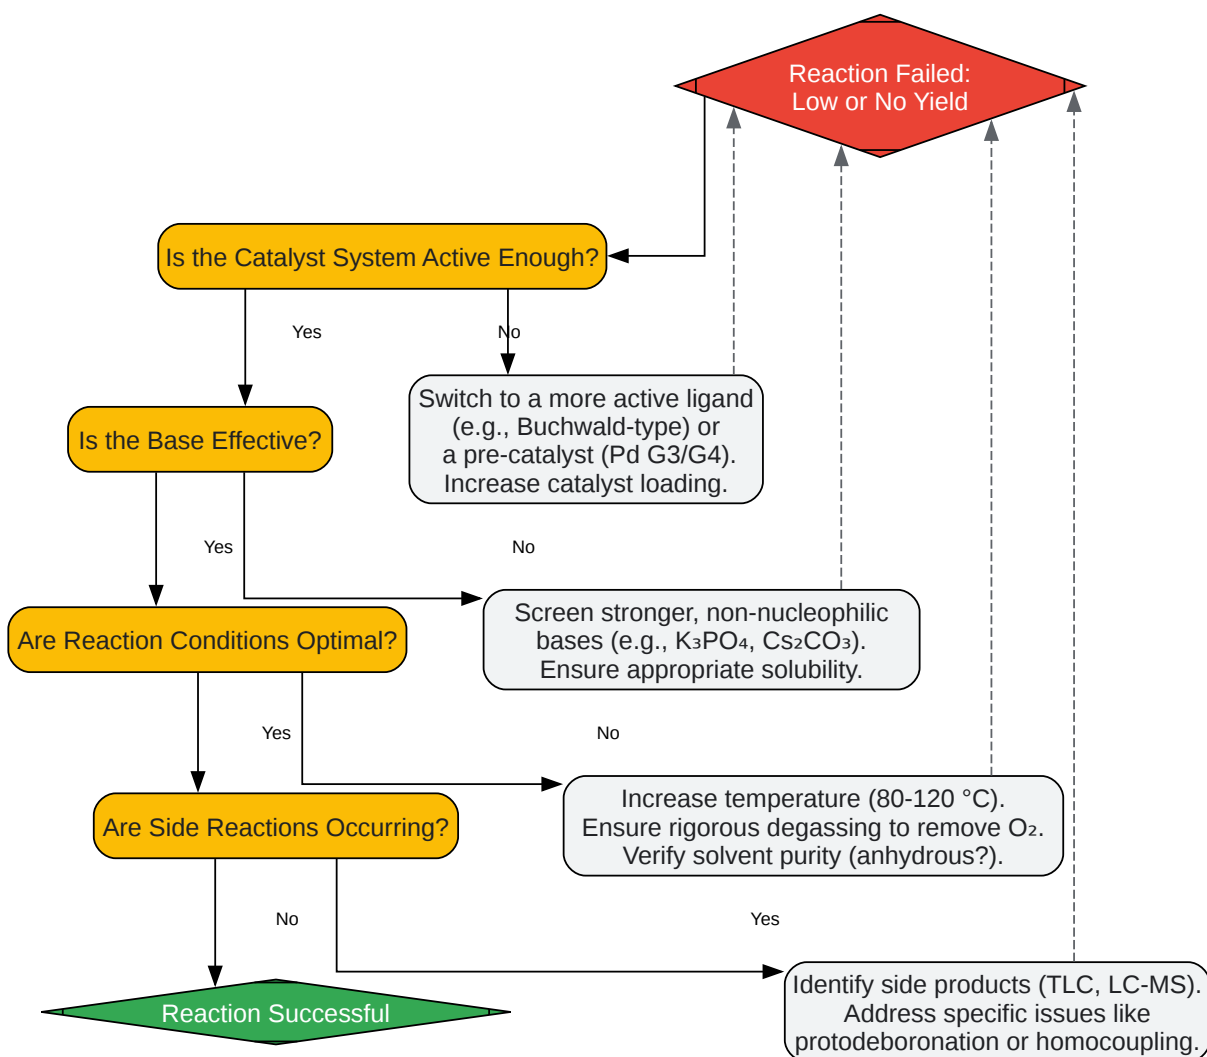 Reaction Failed:
Low or No Yield
Is the Catalyst System Active Enough?
Yes
No
Switch to a more active ligand
(e.g., Buchwald-type) or
a pre-catalyst (Pd G3/G4).
Increase catalyst loading.
Is the Base Effective?
Yes
No
Screen stronger, non-nucleophilic
bases (e.g., K₃PO₄, Cs₂CO₃).
Ensure appropriate solubility.
Are Reaction Conditions Optimal?
Yes
No
Increase temperature (80-120 °C).
Ensure rigorous degassing to remove O₂.
Verify solvent purity (anhydrous?).
Are Side Reactions Occurring?
No
Yes
Identify side products (TLC, LC-MS).
Address specific issues like
protodeboronation or homocoupling.
Reaction Successful